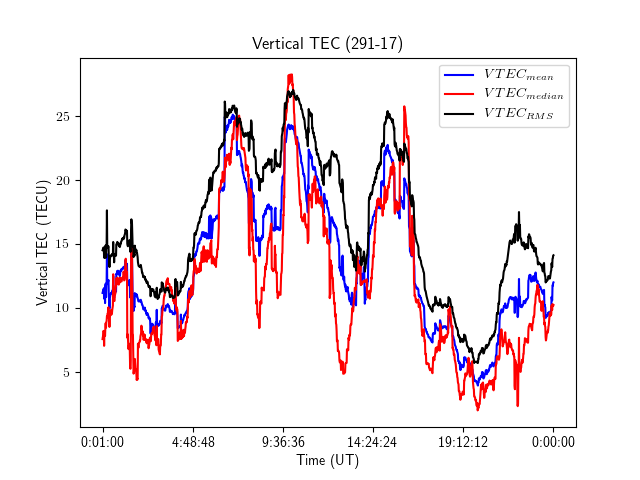 Vertical TEC (291-17)
VTEC_mean
VTEC_median
VTEC_RMS
Vertical TEC (TECU)
25
20
15
10
5
0:01:00 4:48:48 9:36:36 14:24:24 19:12:12 0:00:00
Time (UT)